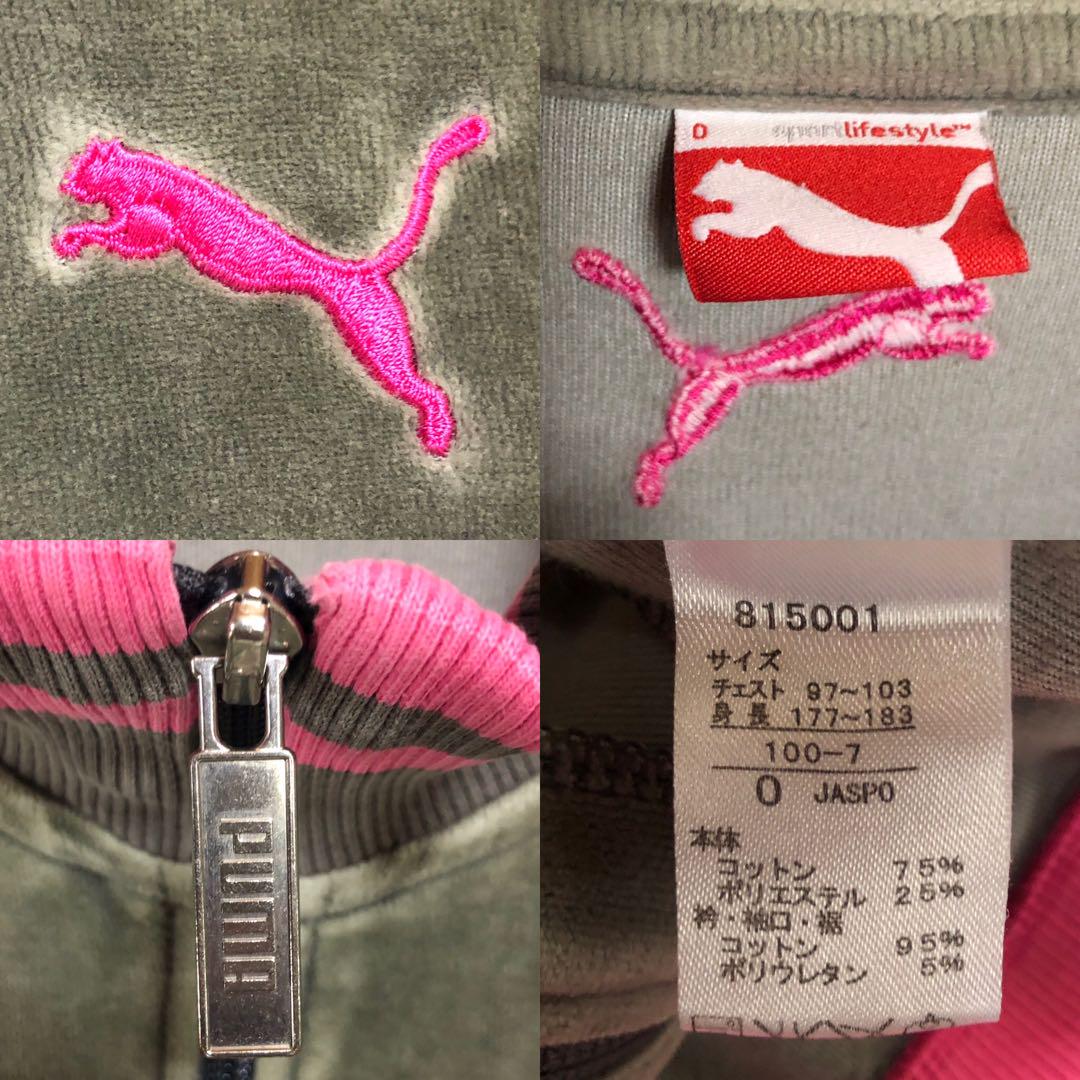 O sportlifestyle™
PUMA
815001
サイズ
チェスト 97~103
身長 177~183
100-7
O JASPO
本体
コットン 75%
ポリエステル 25%
衿・袖口・裾
コットン 95%
ポリウレタン 5%